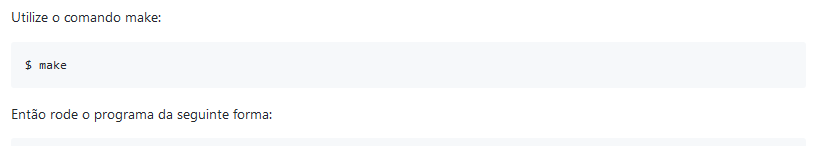 Utilize o comando make:
$ make
Então rode o programa da seguinte forma: